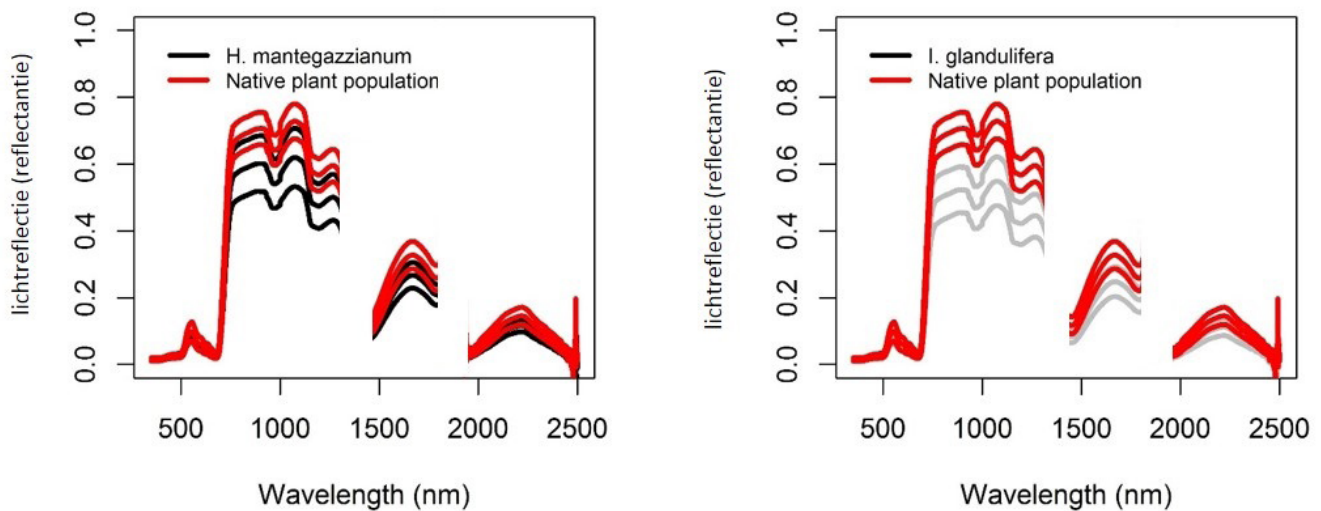 lichtreflectie (reflectantie)
1.0
0.8
0.6
0.4
0.2
0.0
H. mantegazzianum
Native plant population
500 1000 1500 2000 2500
Wavelength (nm)
lichtreflectie (reflectantie)
1.0
0.8
0.6
0.4
0.2
0.0
I. glandulifera
Native plant population
500 1000 1500 2000 2500
Wavelength (nm)